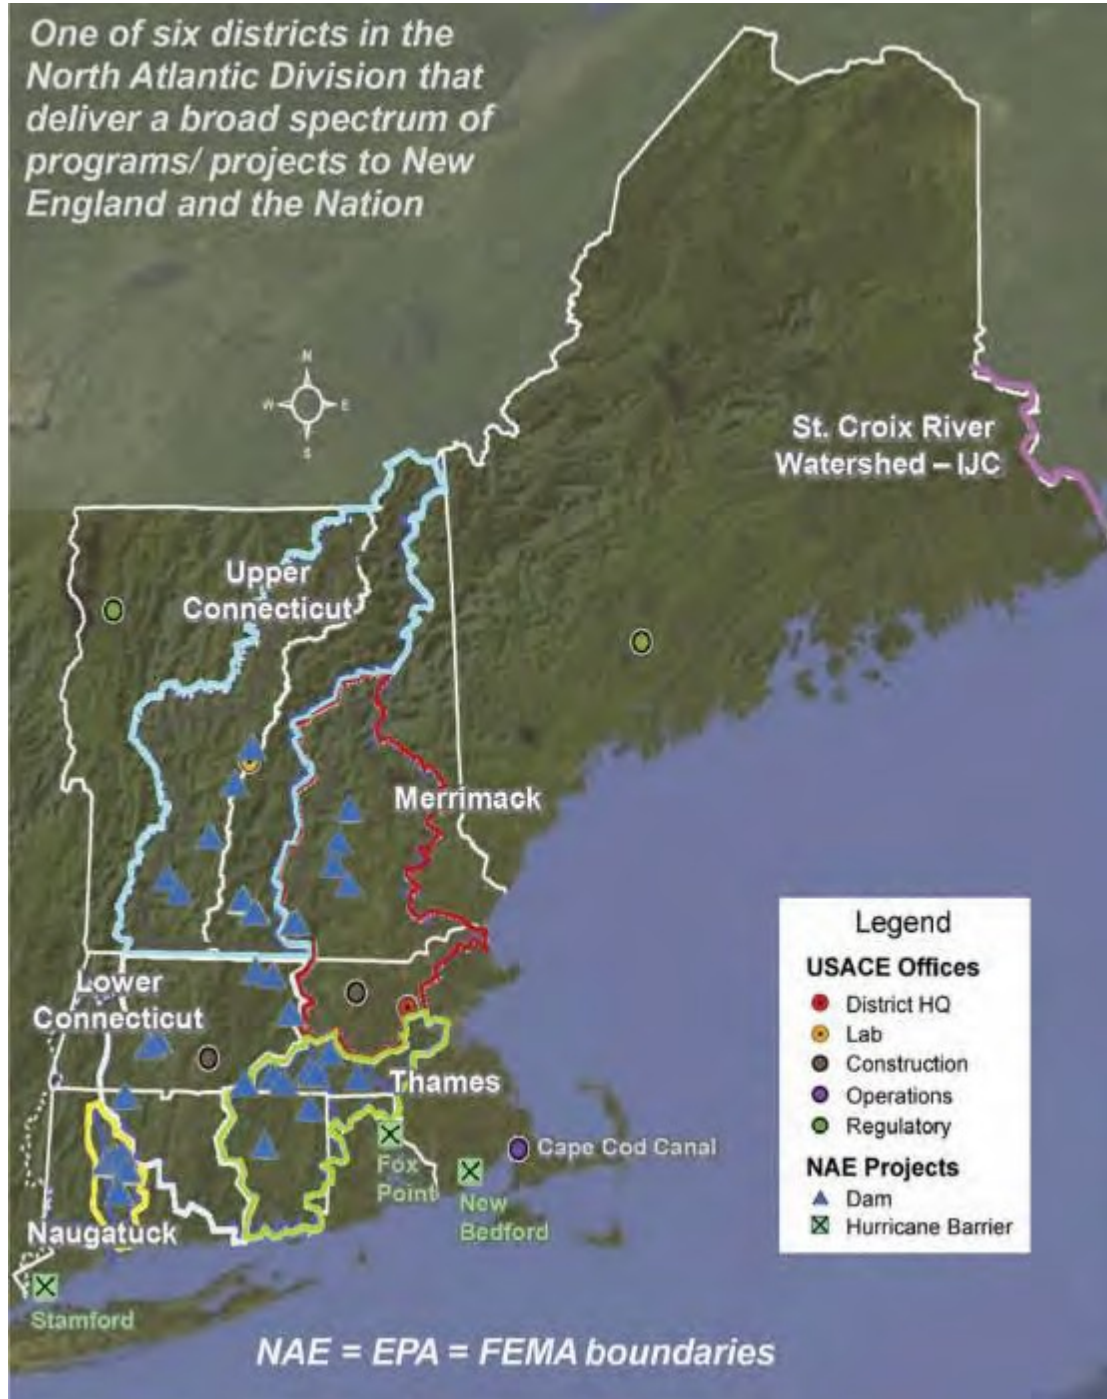 One of six districts in the
North Atlantic Division that
deliver a broad spectrum of
programs/ projects to New
England and the Nation
N
W
E
S
St. Croix River
Watershed – IJC
Upper
Connecticut
Merrimack
Lower
Connecticut
Thames
Fox
Point
Cape Cod Canal
New
Bedford
Naugatuck
Stamford
Legend
USACE Offices
District HQ
Lab
Construction
Operations
Regulatory
NAE Projects
Dam
Hurricane Barrier
NAE = EPA = FEMA boundaries